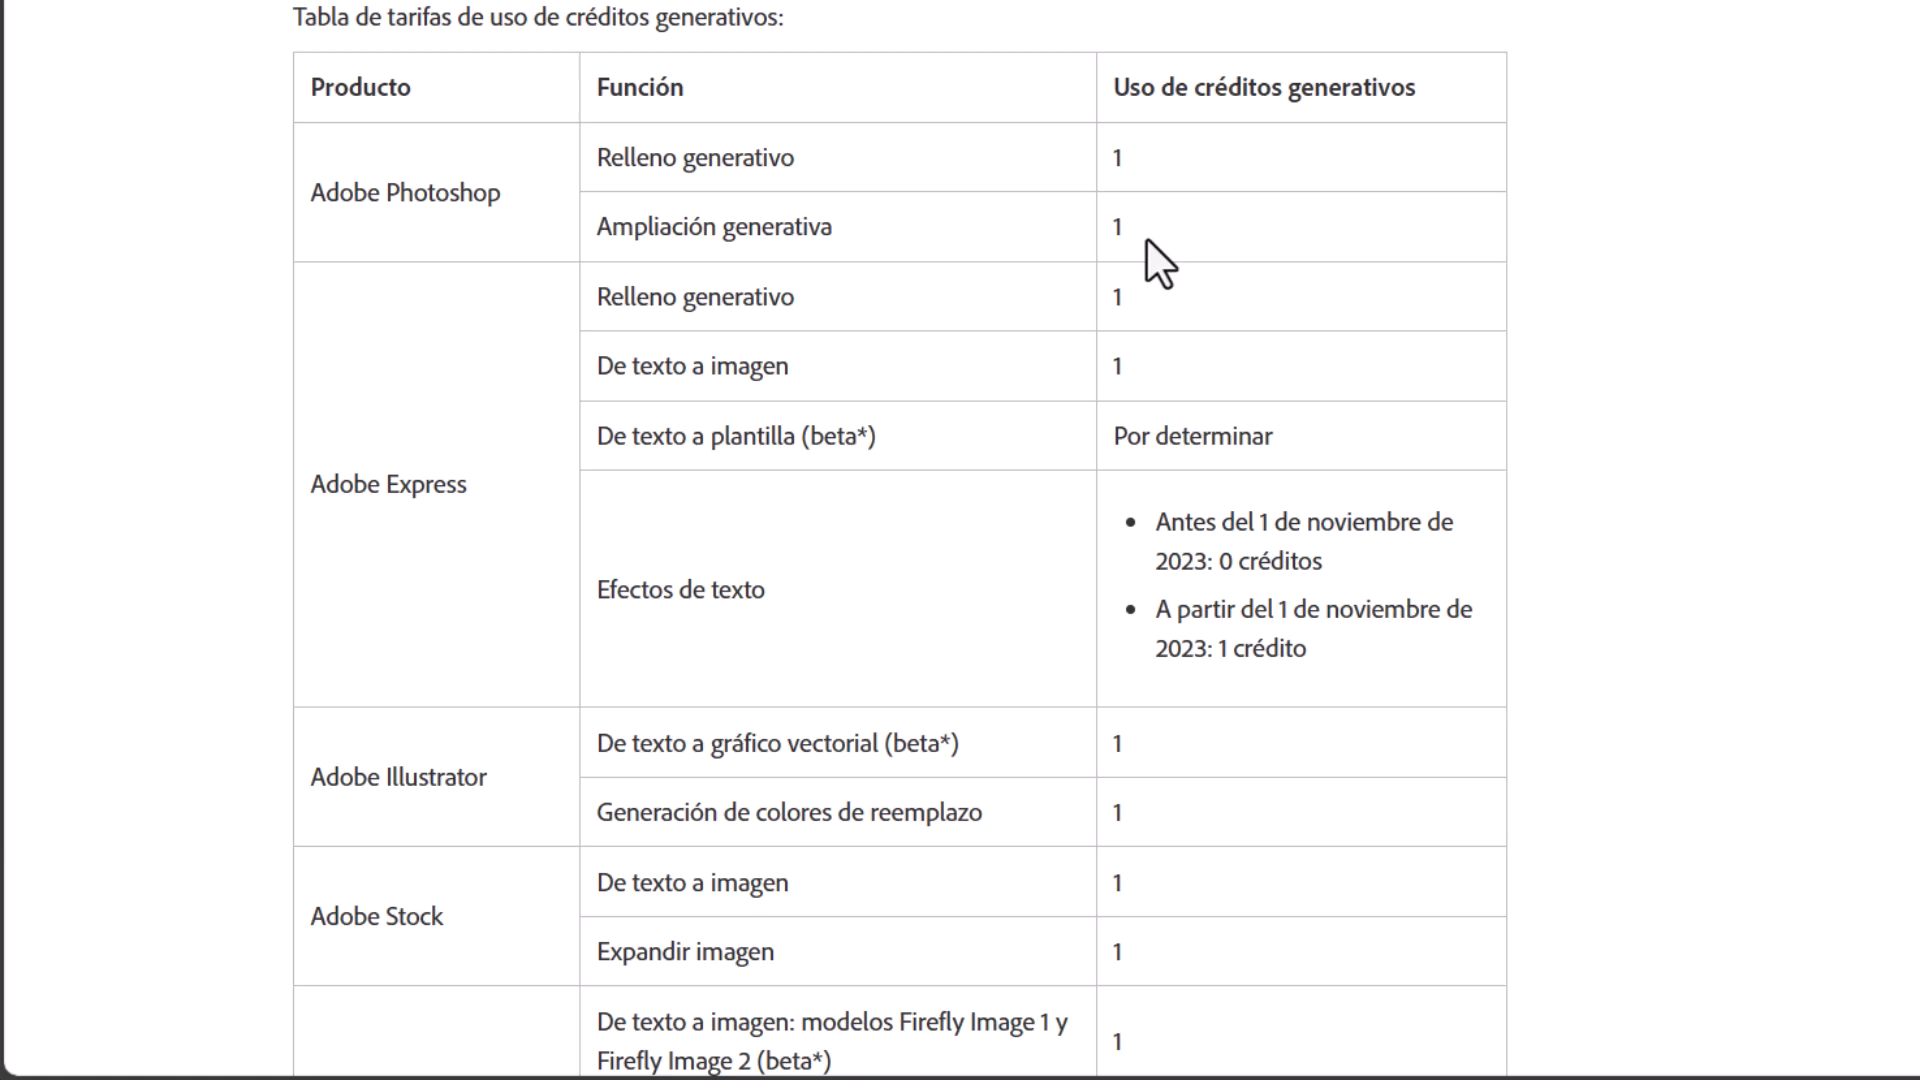 Tabla de tarifas de uso de créditos generativos:
Producto
Función
Uso de créditos generativos
Adobe Photoshop
Relleno generativo
1
Ampliación generativa
1
Adobe Express
Relleno generativo
1
De texto a imagen
1
De texto a plantilla (beta*)
Por determinar
Efectos de texto
• Antes del 1 de noviembre de
2023: 0 créditos
• A partir del 1 de noviembre de
2023: 1 crédito
Adobe Illustrator
De texto a gráfico vectorial (beta*)
1
Generación de colores de reemplazo
1
Adobe Stock
De texto a imagen
1
Expandir imagen
1
De texto a imagen: modelos Firefly Image 1 y
Firefly Image 2 (beta*)
1